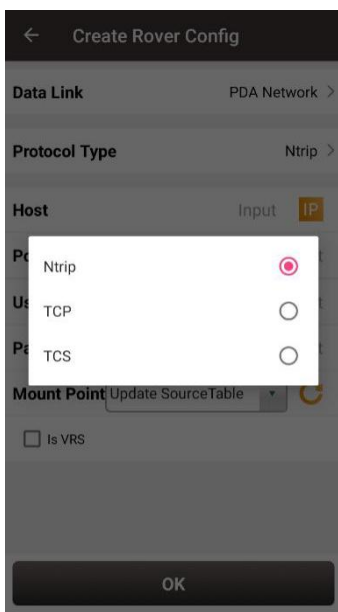 Create Rover Config
Data Link PDA Network
Protocol Type Ntrip
Host Input IP
Ntrip
TCP
TCS
Mount Point Update SourceTable
Is VRS
OK